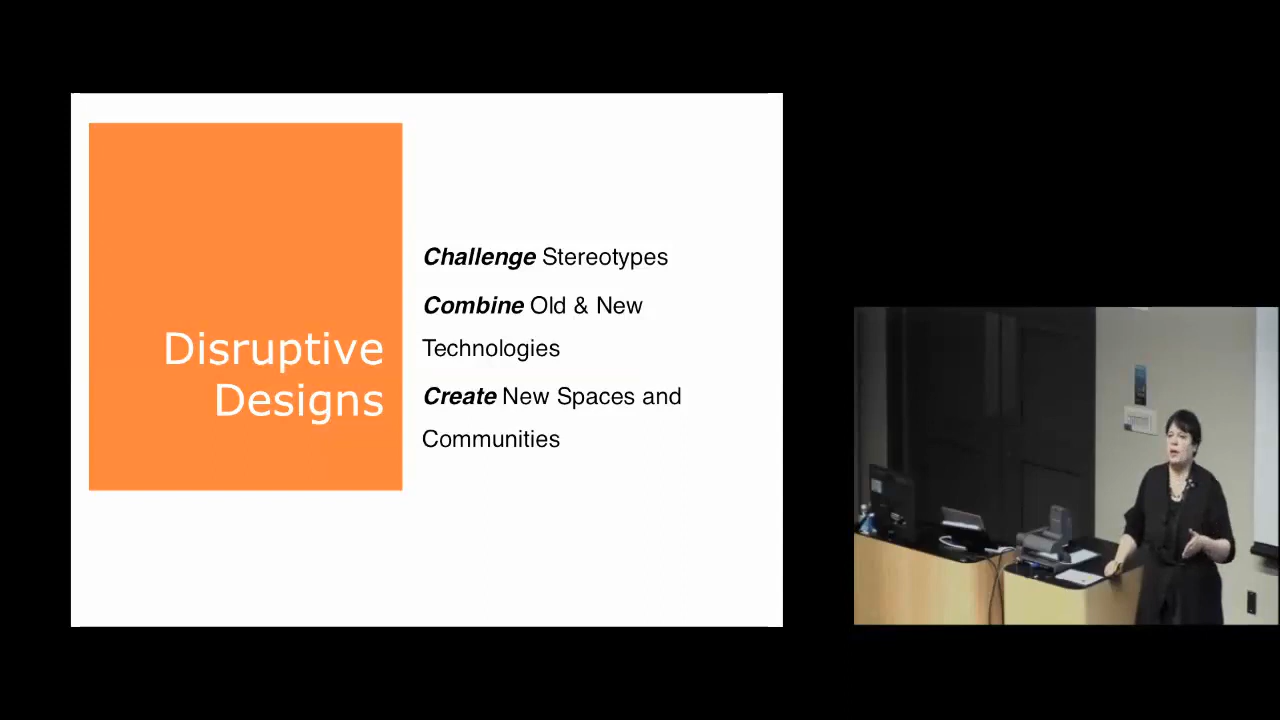 Disruptive
Designs
Challenge Stereotypes
Combine Old & New
Technologies
Create New Spaces and
Communities